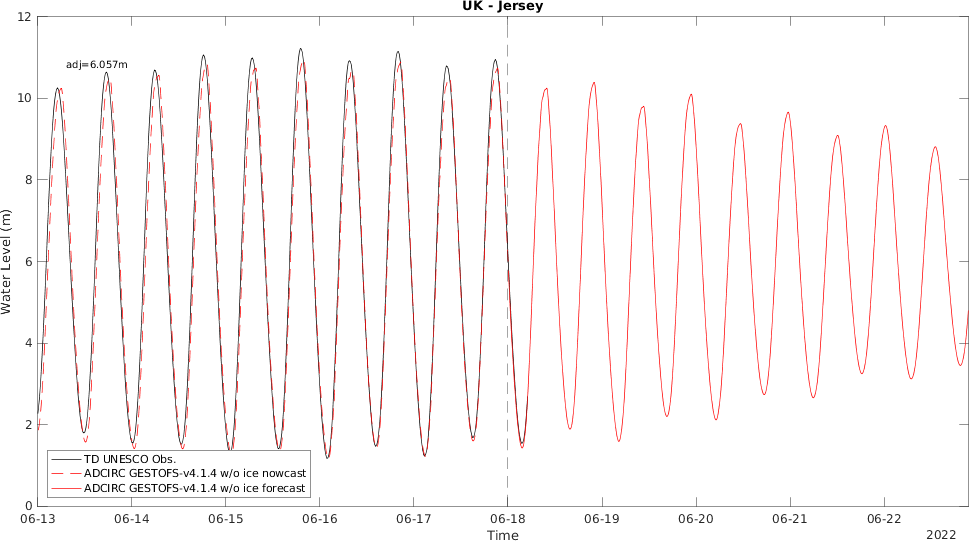 UK - Jersey
12
adj=6.057m
10
8
6
4
2
0
Water Level (m)
TD UNESCO Obs.
ADCIRC GESTOFS-v4.1.4 w/o ice nowcast
ADCIRC GESTOFS-v4.1.4 w/o ice forecast
06-13 06-14 06-15 06-16 06-17 06-18 06-19 06-20 06-21 06-22
Time
2022